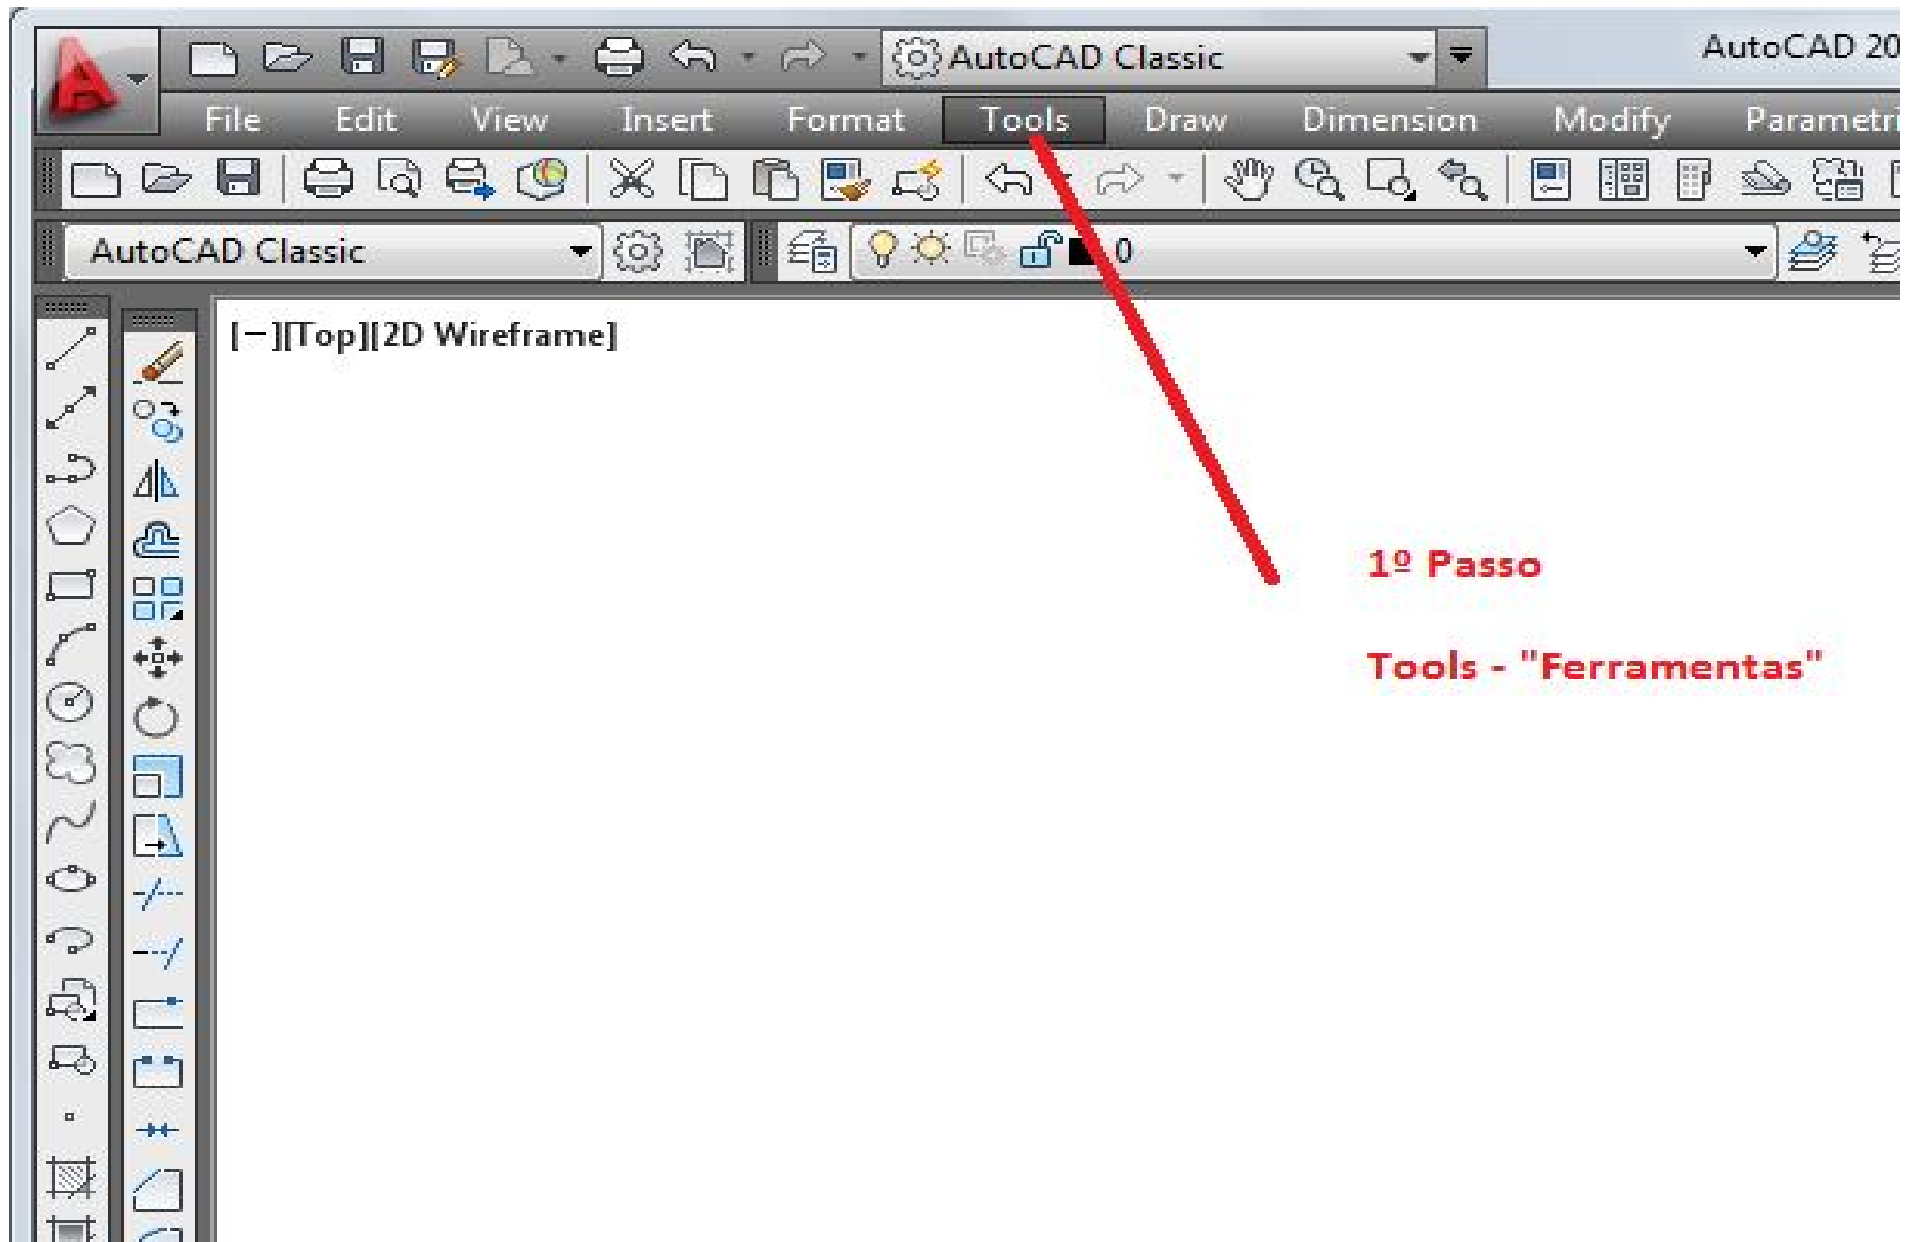 AutoCAD Classic
AutoCAD 20
File Edit View Insert Format Tools Draw Dimension Modify Parametri
AutoCAD Classic
0
[−][Top][2D Wireframe]
1º Passo
Tools - "Ferramentas"